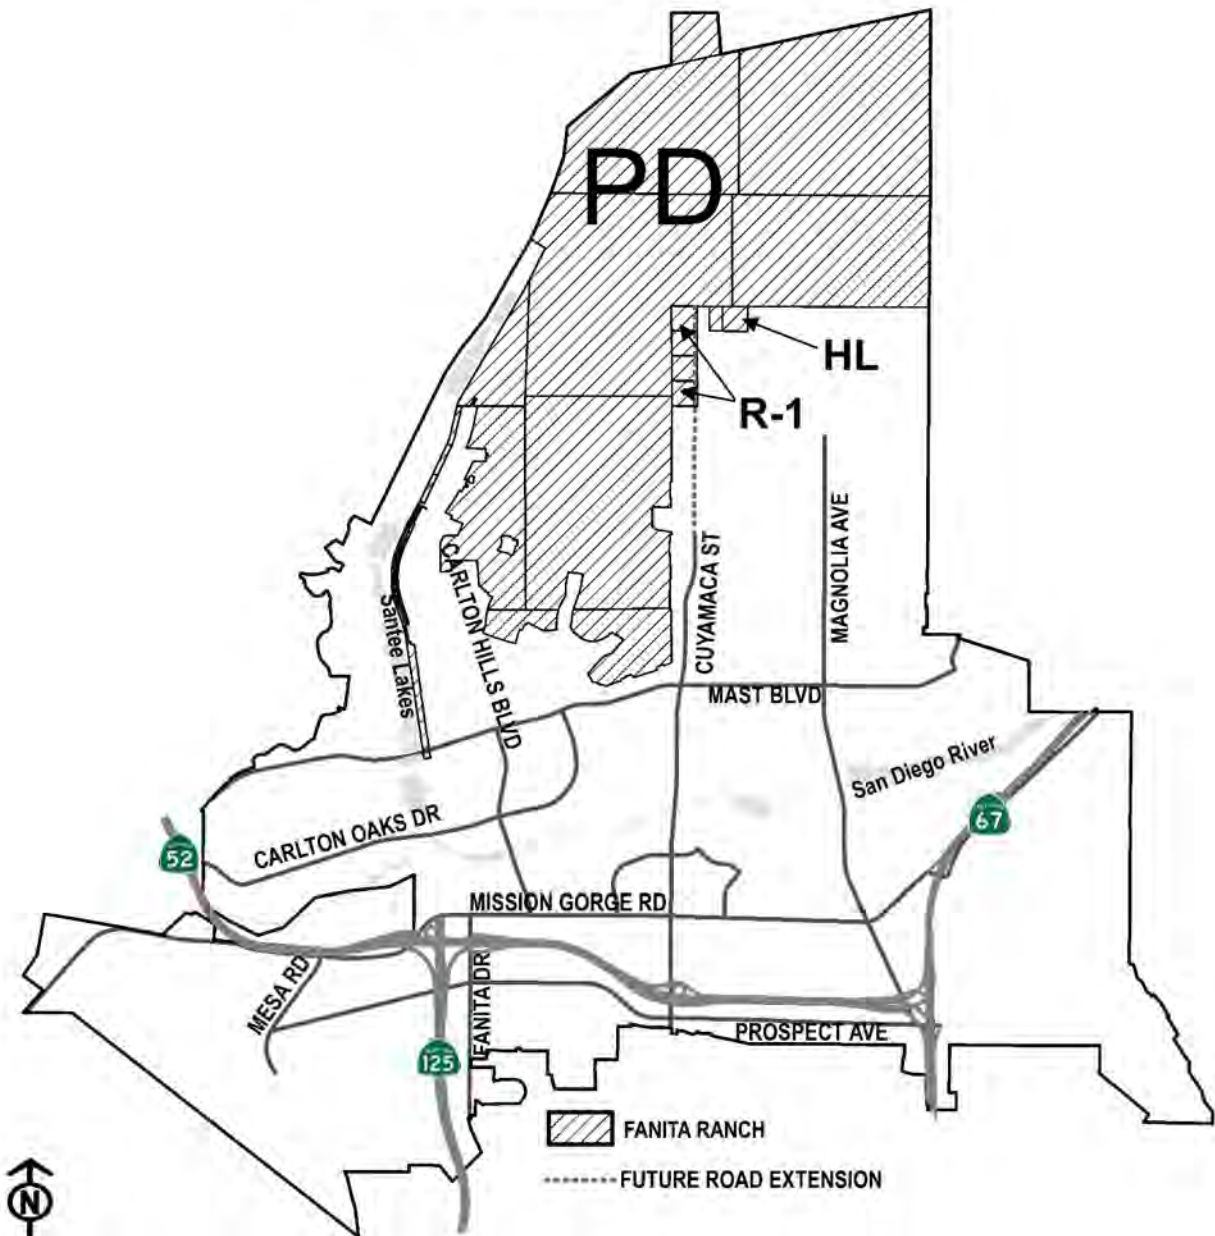 PD
HL
R-1
MAGNOLIA AVE
CUYAMACA ST
CARLTON HILLS BLVD
Santee Lakes
MAST BLVD
San Diego River
67
CARLTON OAKS DR
52
MISSION GORGE RD
MESA RD
FANITA DR
PROSPECT AVE
125
FANITA RANCH
FUTURE ROAD EXTENSION
N